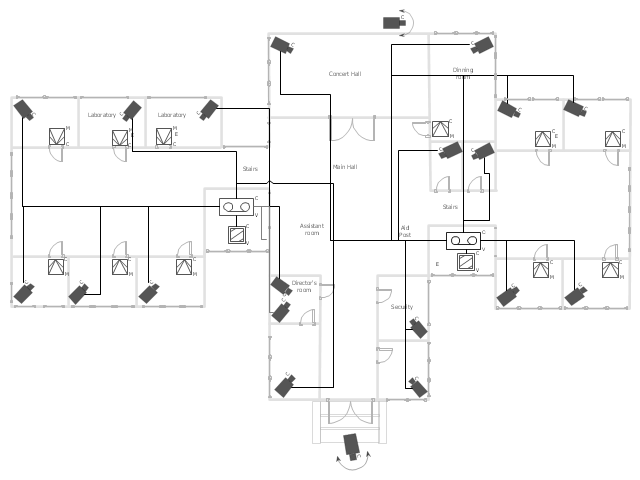 Concert Hall
Dinning
room
Laboratory
Laboratory
Main Hall
Stairs
Stairs
Assistant
room
Aid
Post
Director's
room
Security